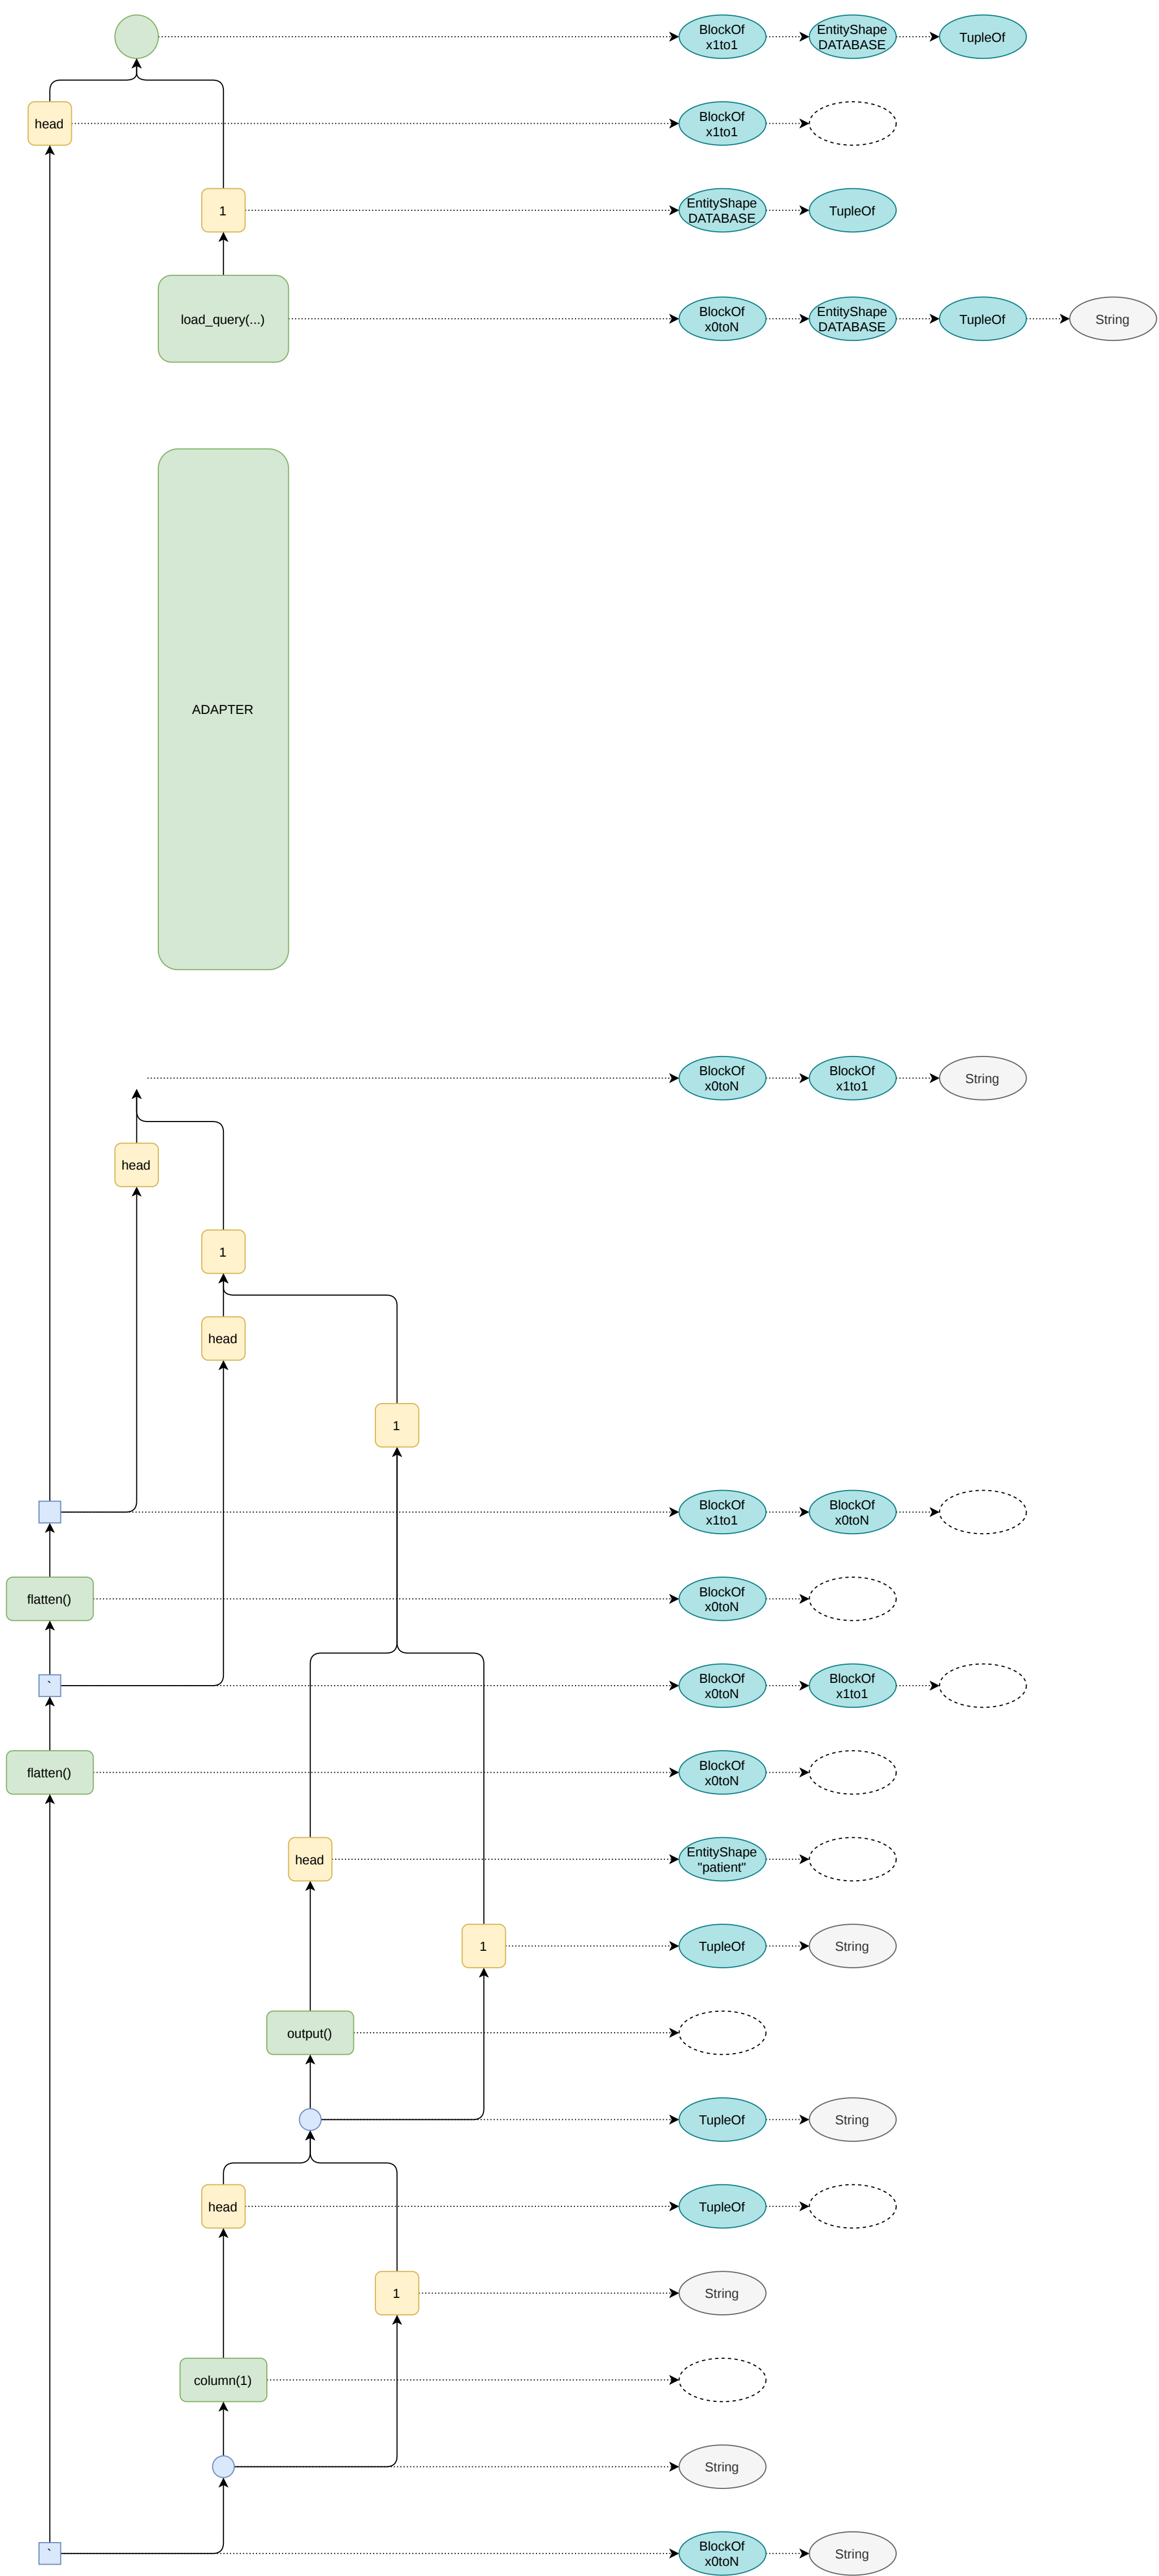 BlockOf
x1to1
EntityShape
DATABASE
TupleOf
head
BlockOf
x1to1
1
EntityShape
DATABASE
TupleOf
load_query(...)
BlockOf
x0toN
EntityShape
DATABASE
TupleOf
String
ADAPTER
BlockOf
x0toN
BlockOf
x1to1
String
head
1
head
1
BlockOf
x1to1
BlockOf
x0toN
flatten()
BlockOf
x0toN
`
BlockOf
x0toN
BlockOf
x1to1
flatten()
BlockOf
x0toN
head
EntityShape
"patient"
1
TupleOf
String
output()
TupleOf
String
head
TupleOf
1
String
column(1)
String
`
BlockOf
x0toN
String